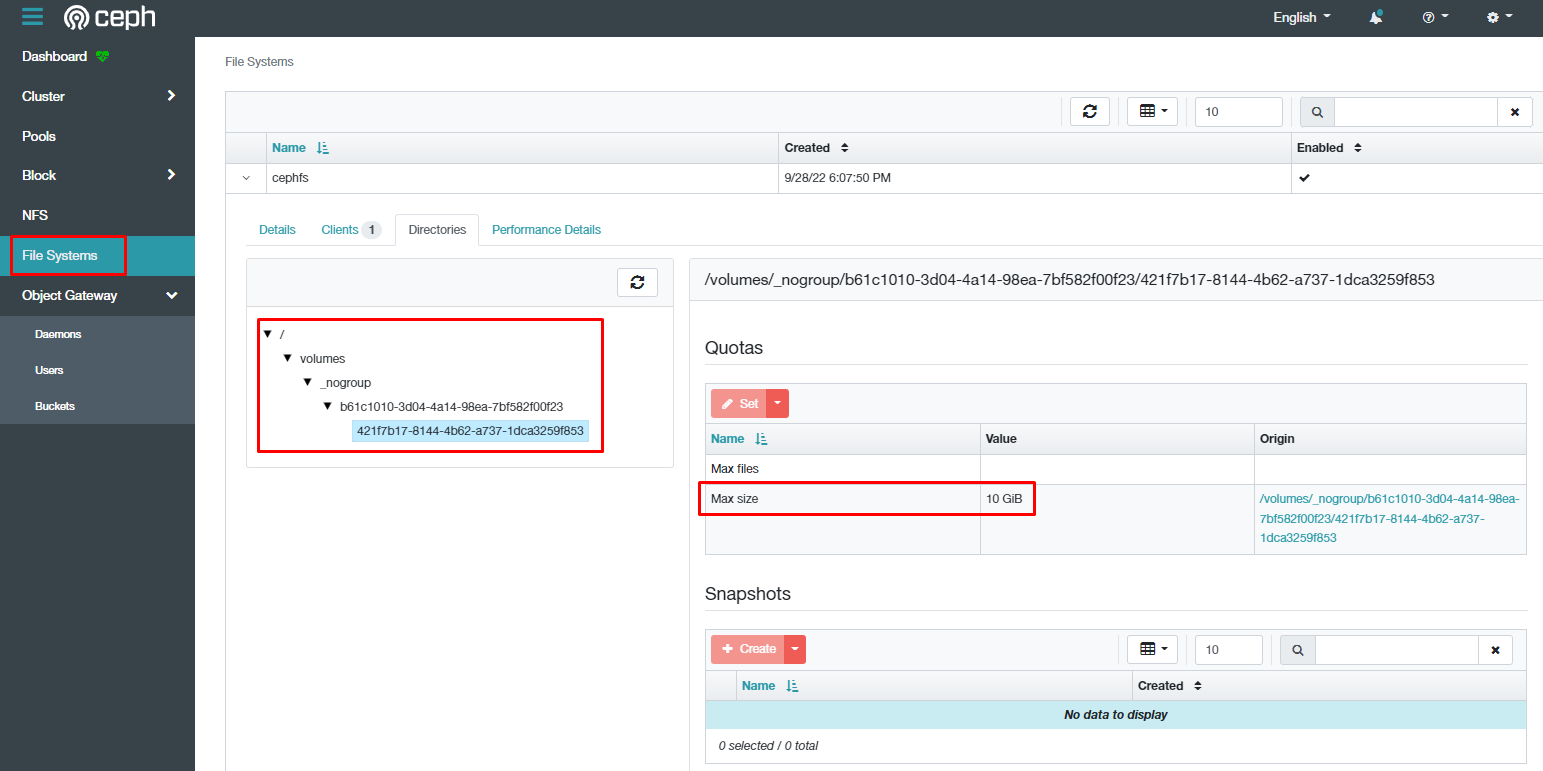 ceph
English
Dashboard
Cluster
Pools
Block
NFS
File Systems
Object Gateway
Daemons
Users
Buckets
File Systems
10
Name
Created
Enabled
cephfs
9/28/22 6:07:50 PM
Details
Clients 1
Directories
Performance Details
/
volumes
_nogroup
b61c1010-3d04-4a14-98ea-7bf582f00f23
421f7b17-8144-4b62-a737-1dca3259f853
/volumes/_nogroup/b61c1010-3d04-4a14-98ea-7bf582f00f23/421f7b17-8144-4b62-a737-1dca3259f853
Quotas
Set
Name
Value
Origin
Max files
Max size
10 GiB
/volumes/_nogroup/b61c1010-3d04-4a14-98ea-
7bf582f00f23/421f7b17-8144-4b62-a737-
1dca3259f853
Snapshots
Create
10
Name
Created
No data to display
0 selected / 0 total